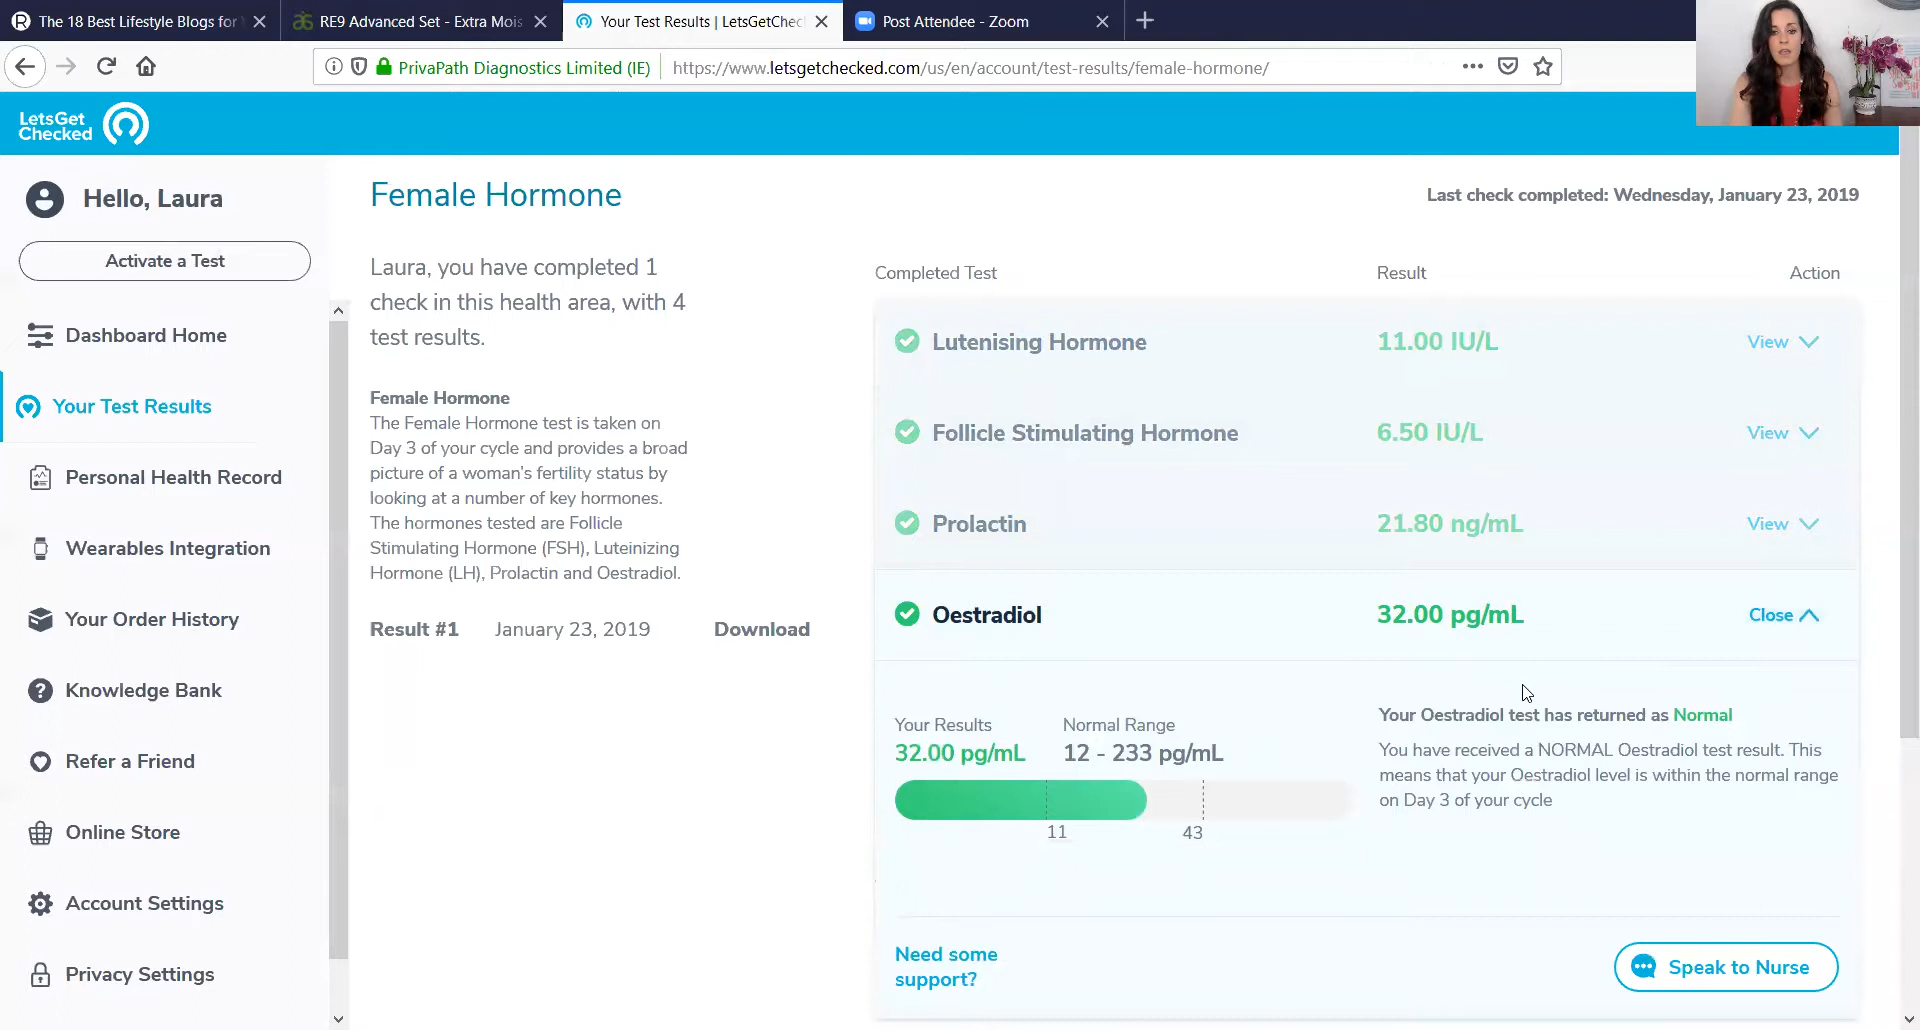 The 18 Best Lifestyle Blogs for
RE9 Advanced Set - Extra Mois
Your Test Results | LetsGetChec
Post Attendee - Zoom
PrivaPath Diagnostics Limited (IE)
https://www.letsgetchecked.com/us/en/account/test-results/female-hormone/
LetsGet
Checked
Hello, Laura
Activate a Test
Dashboard Home
Your Test Results
Personal Health Record
Wearables Integration
Your Order History
Knowledge Bank
Refer a Friend
Online Store
Account Settings
Privacy Settings
Female Hormone
Last check completed: Wednesday, January 23, 2019
Laura, you have completed 1
check in this health area, with 4
test results.
Female Hormone
The Female Hormone test is taken on
Day 3 of your cycle and provides a broad
picture of a woman's fertility status by
looking at a number of key hormones.
The hormones tested are Follicle
Stimulating Hormone (FSH), Luteinizing
Hormone (LH), Prolactin and Oestradiol.
Result #1 January 23, 2019 Download
Completed Test Result Action
Lutenising Hormone 11.00 IU/L View
Follicle Stimulating Hormone 6.50 IU/L View
Prolactin 21.80 ng/mL View
Oestradiol 32.00 pg/mL Close
Your Results Normal Range
32.00 pg/mL 12 - 233 pg/mL
11 43
Your Oestradiol test has returned as Normal
You have received a NORMAL Oestradiol test result. This
means that your Oestradiol level is within the normal range
on Day 3 of your cycle
Need some
support?
Speak to Nurse